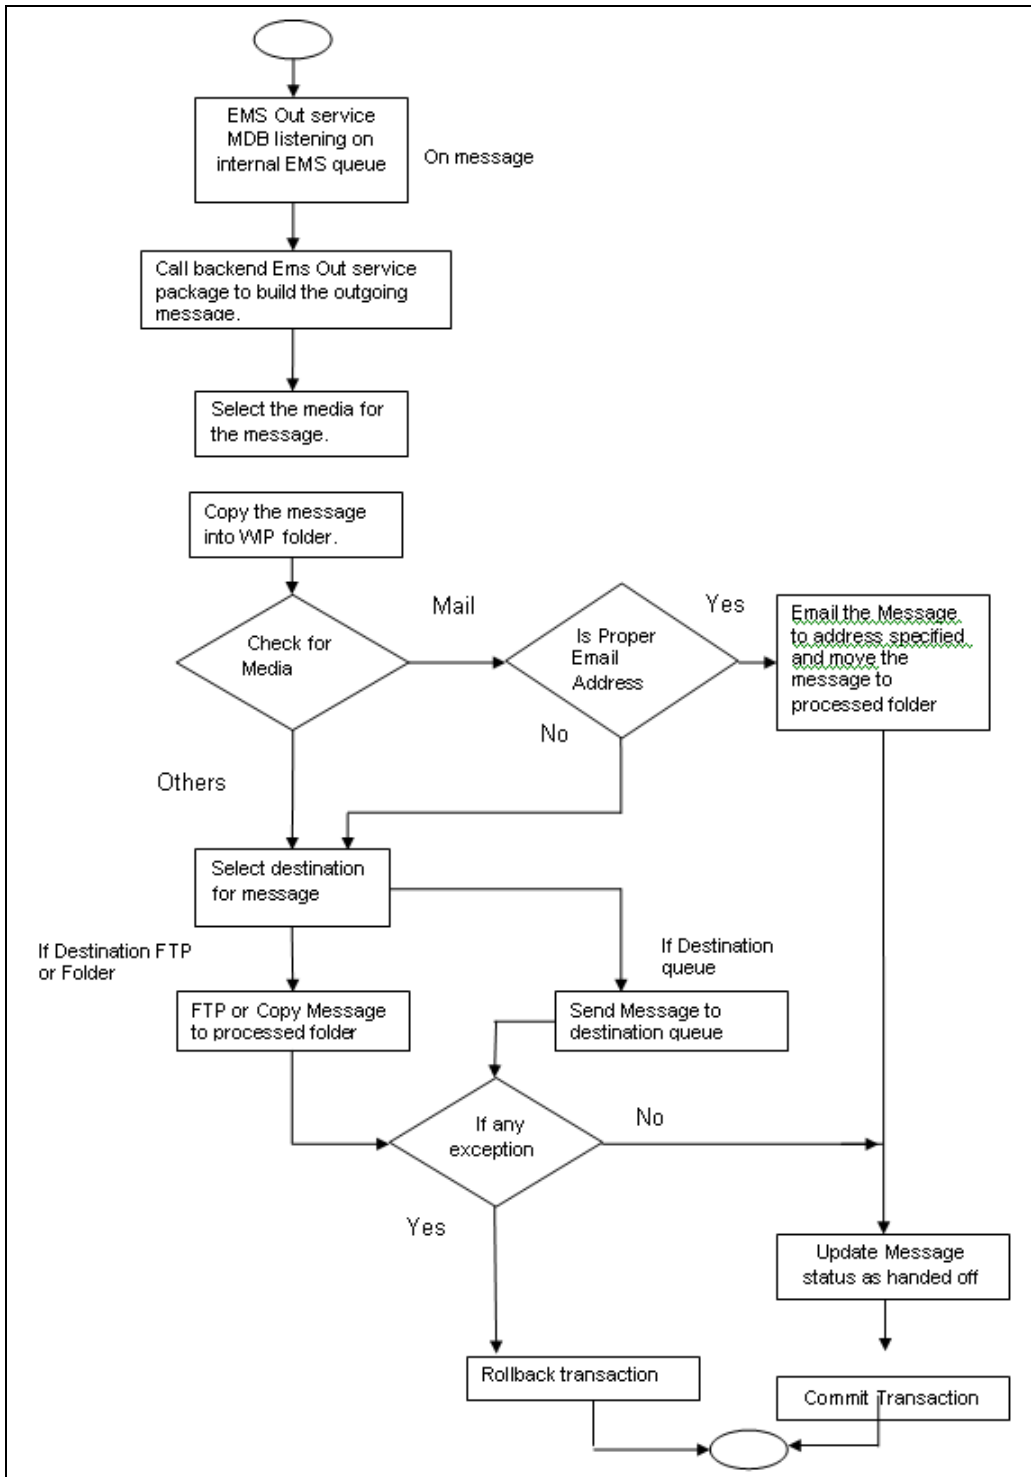 EMS Out service
MDB listening on
internal EMS queue
On message
Call backend Ems Out service
package to build the outgoing
message.
Select the media for
the message.
Copy the message
into WIP folder.
Check for
Media
Mail
Is Proper
Email
Address
Yes
Email the Message
to address specified
and move the
message to
processed folder
No
Others
Select destination
for message
If Destination FTP
or Folder
If Destination
queue
FTP or Copy Message
to processed folder
Send Message to
destination queue
If any
exception
No
Yes
Update Message
status as handed off
Rollback transaction
Commit Transaction